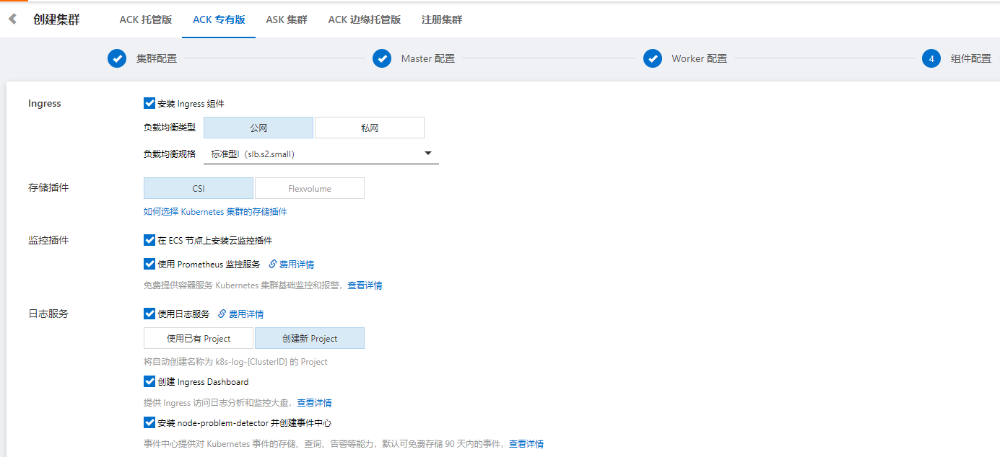 创建集群 ACK 托管版 ACK 专有版 ASK 集群 ACK 边缘托管版 注册集群
集群配置 Master 配置 Worker 配置 4 组件配置
Ingress 安装 Ingress 组件
负载均衡类型 公网 私网
负载均衡规格 标准型I（slb.s2.small）
存储插件 CSI Flexvolume
如何选择 Kubernetes 集群的存储插件
监控插件 在 ECS 节点上安装云监控插件
使用 Prometheus 监控服务 费用详情
免费提供容器服务 Kubernetes 集群基础监控和报警，查看详情
日志服务 使用日志服务 费用详情
使用已有 Project 创建新 Project
将自动创建名称为 k8s-log-{ClusterID} 的 Project
创建 Ingress Dashboard
提供 Ingress 访问日志分析和监控大盘，查看详情
安装 node-problem-detector 并创建事件中心
事件中心提供对 Kubernetes 事件的存储、查询、告警等能力，默认可免费存储 90 天内的事件，查看详情